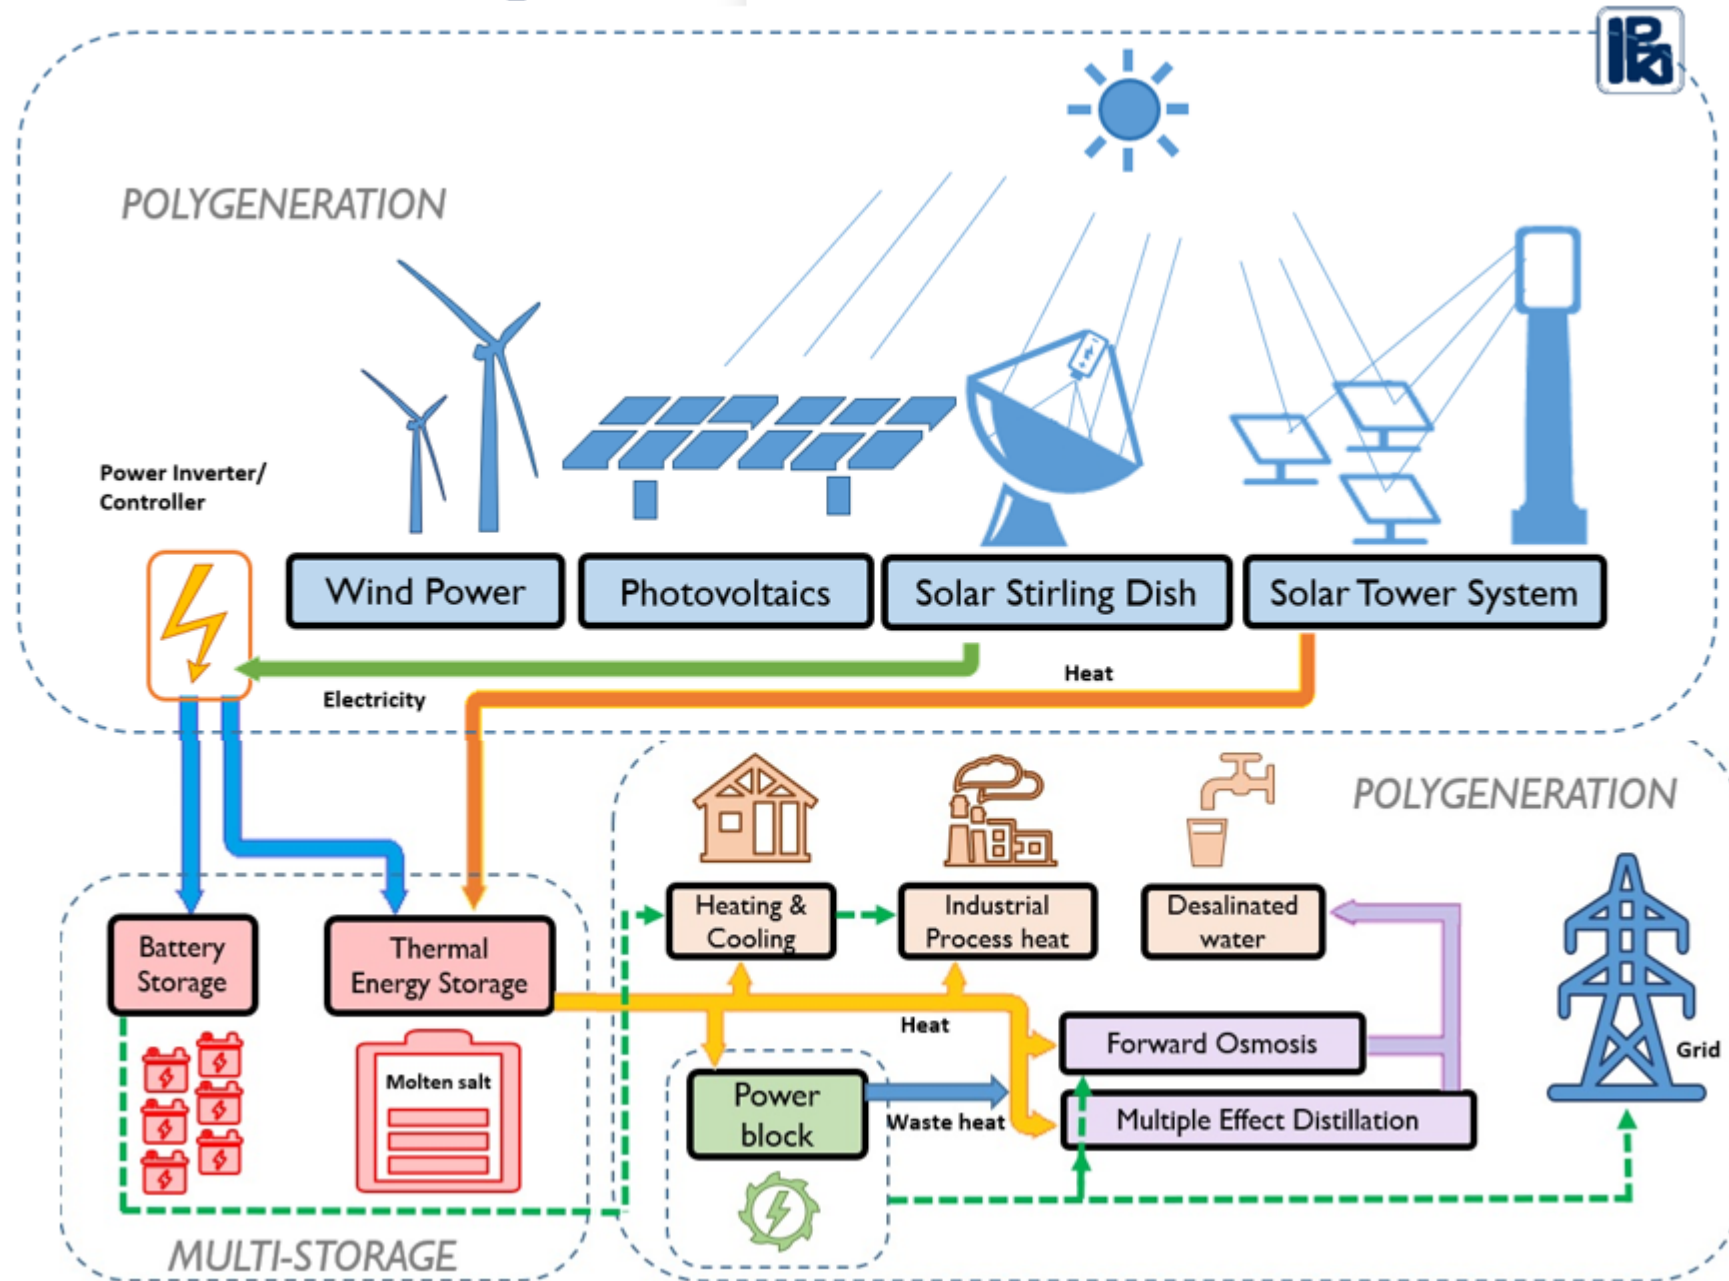 POLYGENERATION
Power Inverter/
Controller
Wind Power
Photovoltaics
Solar Stirling Dish
Solar Tower System
Electricity
Heat
POLYGENERATION
Heating &
Cooling
Industrial
Process heat
Desalinated
water
Battery
Storage
Thermal
Energy Storage
Heat
Forward Osmosis
Grid
Molten salt
Power
block
Waste heat
Multiple Effect Distillation
MULTI-STORAGE